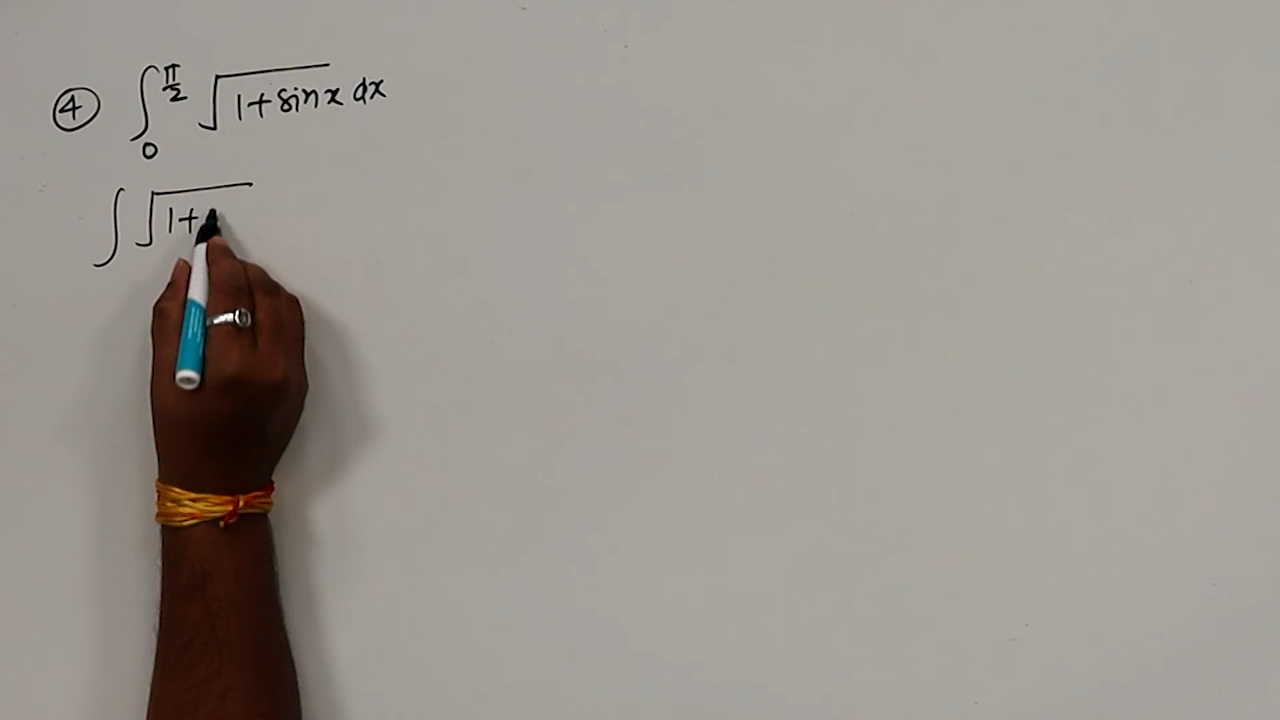 ④ ∫₀^{π/2} √(1+sin x) dx
∫ √(1+